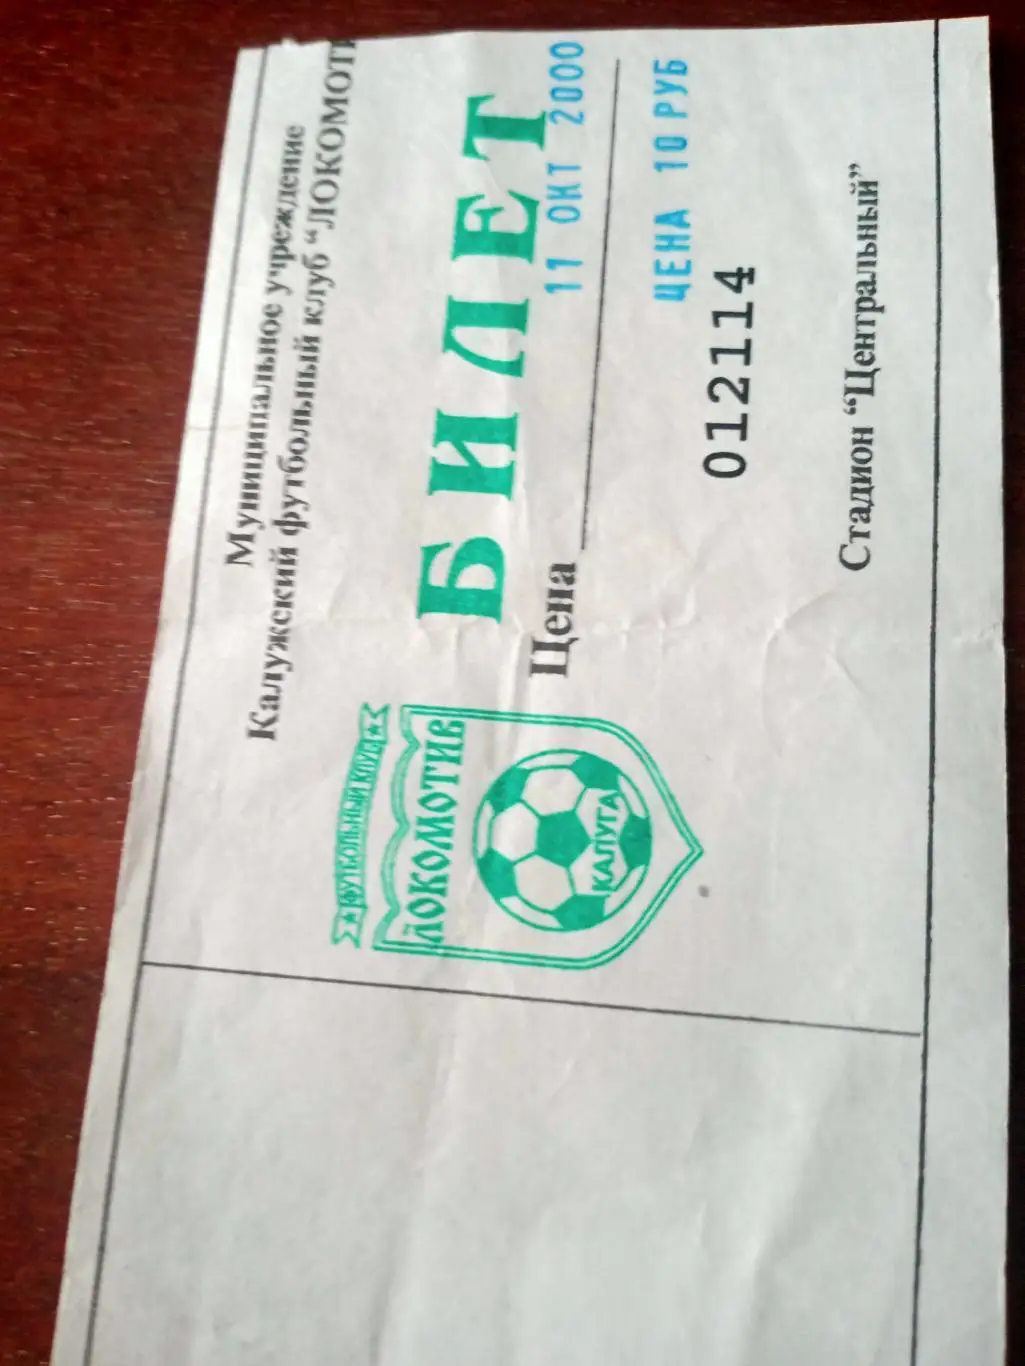 Муниципальное учреждение
Калужский футбольный клуб "ЛОКОМОТИ
БИЛЕТ
11 ОКТ 2000
Цена
ЦЕНА 10 РУБ
012114
Стадион "Центральный"
ФУТБОЛЬНЫЙ КЛУБ
ЛОКОМОТИВ
КАЛУГА